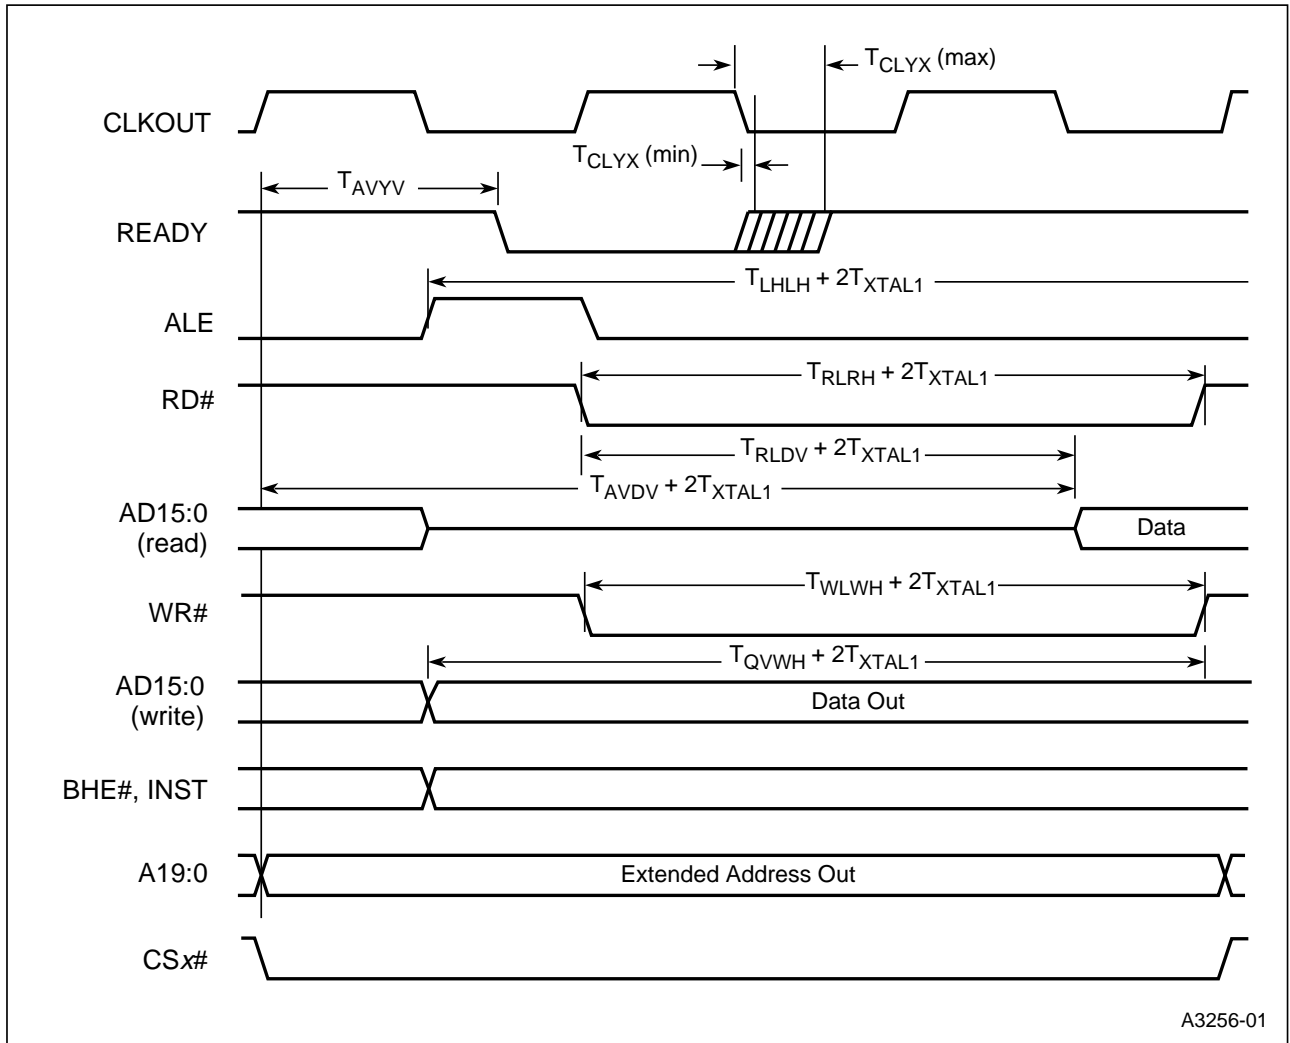 T_CLYX (max)
CLKOUT
T_CLYX (min)
T_AVYV
READY
T_LHLH + 2T_XTAL1
ALE
T_RLRH + 2T_XTAL1
RD#
T_RLDV + 2T_XTAL1
T_AVDV + 2T_XTAL1
AD15:0
(read)
Data
T_WLWH + 2T_XTAL1
WR#
T_QVWH + 2T_XTAL1
AD15:0
(write)
Data Out
BHE#, INST
A19:0
Extended Address Out
CSx#
A3256-01